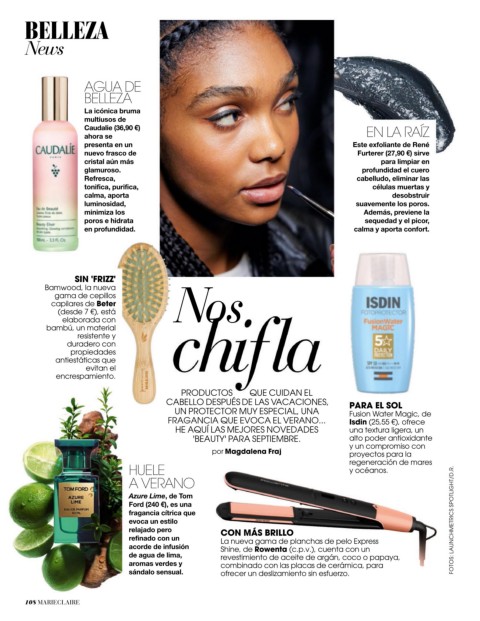 BELLEZA
News
AGUA DE
BELLEZA
La icónica bruma
multiusos de
Caudalie (36,90 €)
ahora se
presenta en un
nuevo frasco de
cristal aún más
glamuroso.
Refresca,
tonifica, purifica,
calma, aporta
luminosidad,
minimiza los
poros e hidrata
en profundidad.
CAUDALÍE
EN LA RAÍZ
Este exfoliante de René
Furterer (27,90 €) sirve
para limpiar en
profundidad el cuero
cabelludo, eliminar las
células muertas y
desobstruir
suavemente los poros.
Además, previene la
sequedad y el picor,
calma y aporta confort.
SIN 'FRIZZ'
Bamwood, la nueva
gama de cepillos
capilares de Beter
(desde 7 €), está
elaborada con
bambú, un material
resistente y
duradero con
propiedades
antiestáticas que
evitan el
encrespamiento.
Nos
chifla
PRODUCTOS QUE CUIDAN EL
CABELLO DESPUÉS DE LAS VACACIONES,
UN PROTECTOR MUY ESPECIAL, UNA
FRAGANCIA QUE EVOCA EL VERANO...
HE AQUÍ LAS MEJORES NOVEDADES
'BEAUTY' PARA SEPTIEMBRE.
por Magdalena Fraj
ISDIN
FOTOPROTECTOR
FusionWater
MAGIC
5
DAILY
PARA EL SOL
Fusion Water Magic, de
Isdin (25,55 €), ofrece
una textura ligera, un
alto poder antioxidante
y un compromiso con
proyectos para la
regeneración de mares
y océanos.
HUELE
A VERANO
Azure Lime, de Tom
Ford (240 €), es una
fragancia cítrica que
evoca un estilo
relajado pero
refinado con un
acorde de infusión
de agua de lima,
aromas verdes y
sándalo sensual.
TOM FORD
AZURE
LIME
CON MÁS BRILLO
La nueva gama de planchas de pelo Express
Shine, de Rowenta (c.p.v.), cuenta con un
revestimiento de aceite de argán, coco o papaya,
combinado con las placas de cerámica, para
ofrecer un deslizamiento sin esfuerzo.
FOTOS: LAUNCHMETRICS SPOTLIGHT/D.R.
108 MARIECLAIRE